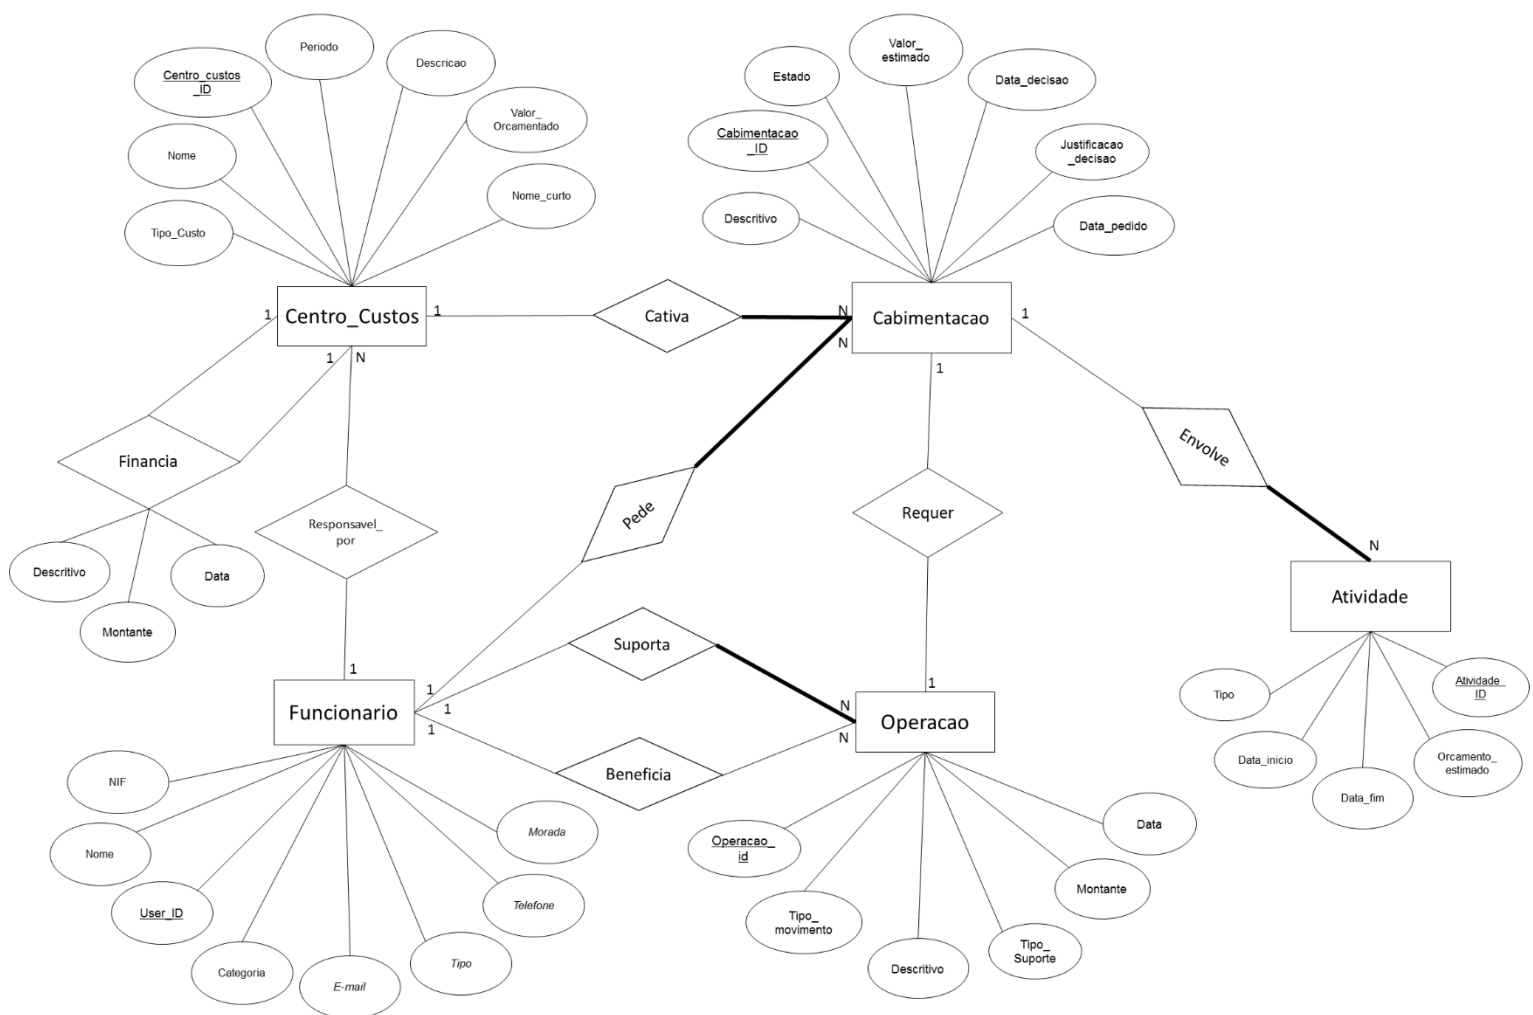 Periodo
Descricao
Centro_custos
_ID
Valor_
Orcamentado
Nome
Nome_curto
Tipo_Custo
Valor_
estimado
Estado
Data_decisao
Cabimentacao
_ID
Justificacao
_decisao
Descritivo
Data_pedido
1
Centro_Custos
1
Cativa
N
Cabimentacao
1
1
N
N
1
Financia
Envolve
Responsavel_
por
Pede
Requer
N
Descritivo
Data
Montante
Atividade
Suporta
1
1
1
1
Funcionario
N
N
1
Operacao
Beneficia
Tipo
Atividade_
ID
Data_inicio
Orcamento_
estimado
Data_fim
NIF
Nome
User_ID
Categoria
E-mail
Tipo
Telefone
Morada
Operacao_
id
Tipo_
movimento
Descritivo
Tipo_
Suporte
Montante
Data